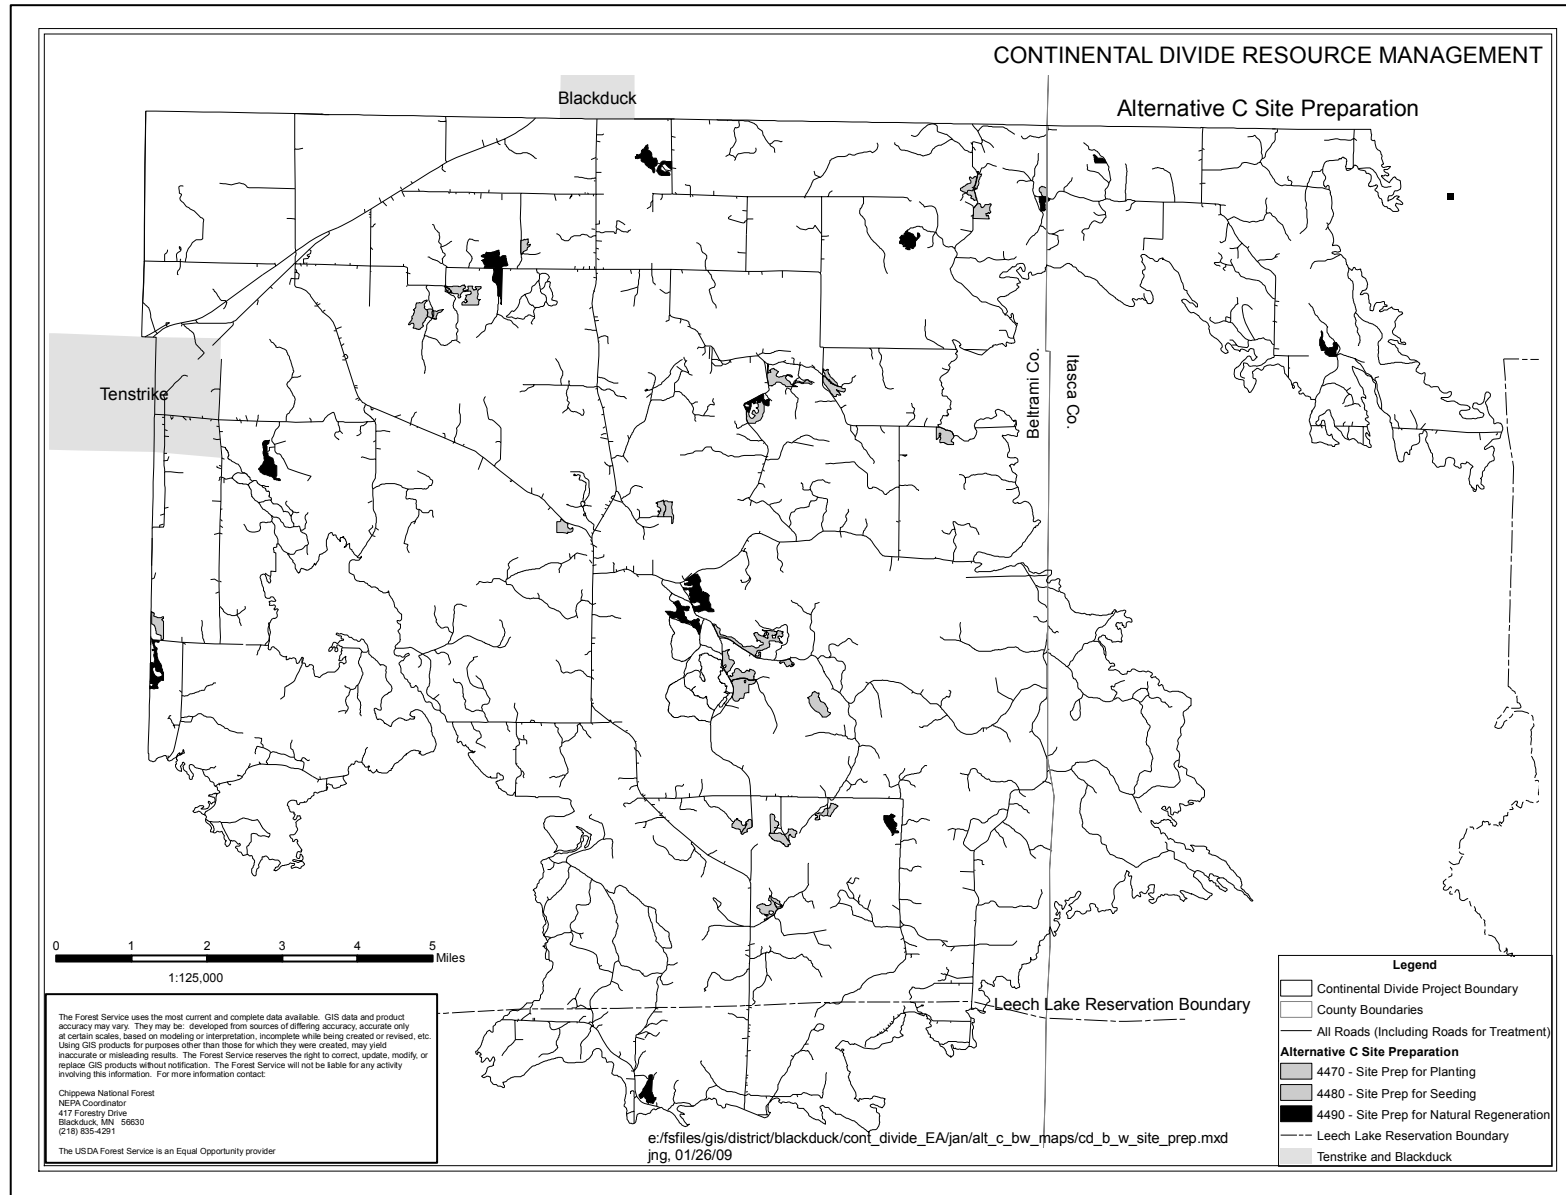 CONTINENTAL DIVIDE RESOURCE MANAGEMENT
Alternative C Site Preparation
Blackduck
Tenstrike
Beltrami Co.
Itasca Co.
0 1 2 3 4 5
Miles
1:125,000
Leech Lake Reservation Boundary
The Forest Service uses the most current and complete data available. GIS data and product
accuracy may vary. They may be: developed from sources of differing accuracy, accurate only
at certain scales, based on modeling or interpretation, incomplete while being created or revised, etc.
Using GIS products for purposes other than those for which they were created, may yield
inaccurate or misleading results. The Forest Service reserves the right to correct, update, modify, or
replace GIS products without notification. The Forest Service will not be liable for any activity
involving this information. For more information contact:
Chippewa National Forest
NEPA Coordinator
417 Forestry Drive
Blackduck, MN 56630
(218) 835-4291
The USDA Forest Service is an Equal Opportunity provider
e:/fsfiles/gis/district/blackduck/cont_divide_EA/jan/alt_c_bw_maps/cd_b_w_site_prep.mxd
jng, 01/26/09
Legend
Continental Divide Project Boundary
County Boundaries
All Roads (Including Roads for Treatment)
Alternative C Site Preparation
4470 - Site Prep for Planting
4480 - Site Prep for Seeding
4490 - Site Prep for Natural Regeneration
Leech Lake Reservation Boundary
Tenstrike and Blackduck